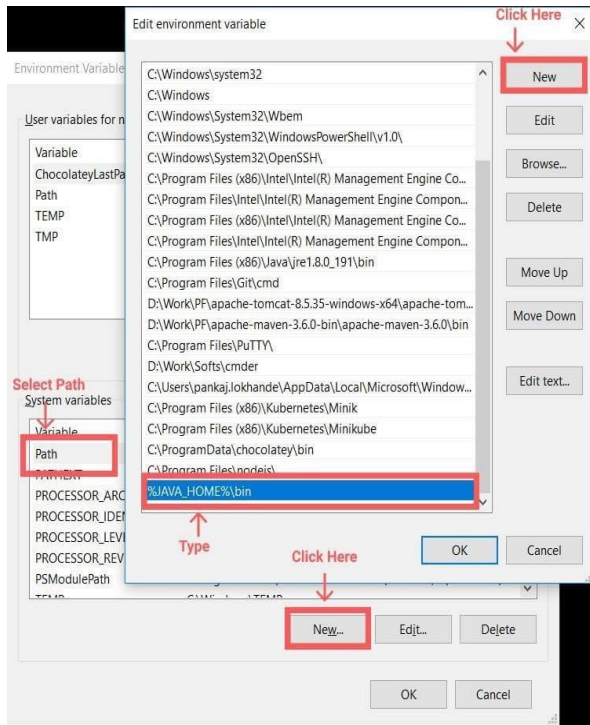 Click Here
Edit environment variable
New
Edit
Browse...
Delete
Move Up
Move Down
Edit text...
C:\Windows\system32
C:\Windows
C:\Windows\System32\Wbem
C:\Windows\System32\WindowsPowerShell\v1.0\
C:\Windows\System32\OpenSSH\
C:\Program Files (x86)\Intel\Intel(R) Management Engine Co...
C:\Program Files\Intel\Intel(R) Management Engine Compon...
C:\Program Files (x86)\Intel\Intel(R) Management Engine Co...
C:\Program Files\Intel\Intel(R) Management Engine Compon...
C:\Program Files (x86)\Java\jre1.8.0_191\bin
C:\Program Files\Git\cmd
D:\Work\PF\apache-tomcat-8.5.35-windows-x64\apache-tom...
D:\Work\PF\apache-maven-3.6.0-bin\apache-maven-3.6.0\bin
C:\Program Files\PuTTY\
D:\Work\Softs\cmder
C:\Users\pankaj.lokhande\AppData\Local\Microsoft\Window...
C:\Program Files (x86)\Kubernetes\Minik
C:\Program Files (x86)\Kubernetes\Minikube
C:\ProgramData\chocolatey\bin
C:\Program Files\nodejs\
%JAVA_HOME%\bin
Type
OK
Cancel
Environment Variable
User variables for n
Variable
ChocolateyLastPa
Path
TEMP
TMP
Select Path
System variables
Variable
Path
PATHEXT
PROCESSOR_ARC
PROCESSOR_IDEN
PROCESSOR_LEVE
PROCESSOR_REV
PSModulePath
TEMP C:\Windows\TEMP
Click Here
New...
Edit...
Delete
OK
Cancel